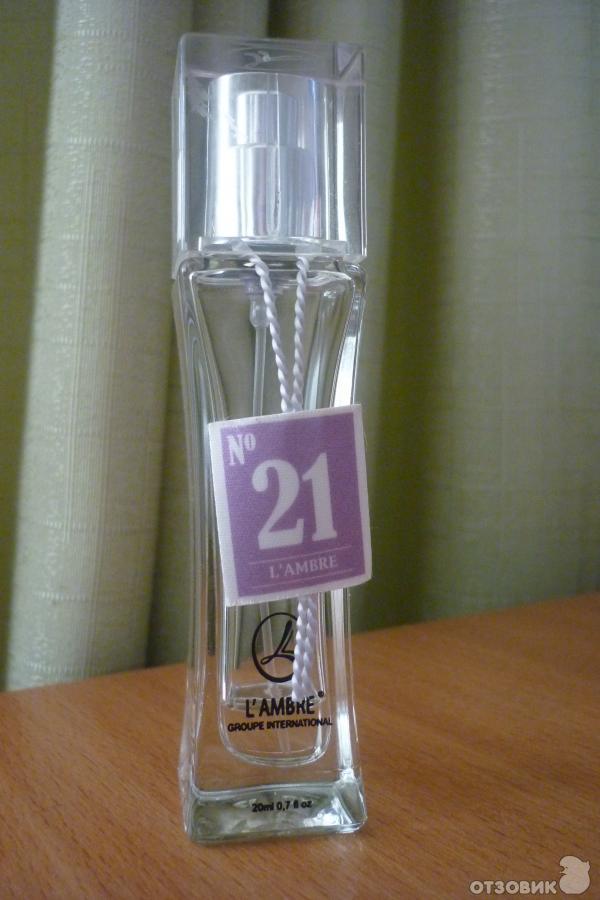 Nº
21
L'AMBRE
L'AMBRE®
GROUPE INTERNATIONAL
20ml 0,7 fl oz
ОТЗОВИК